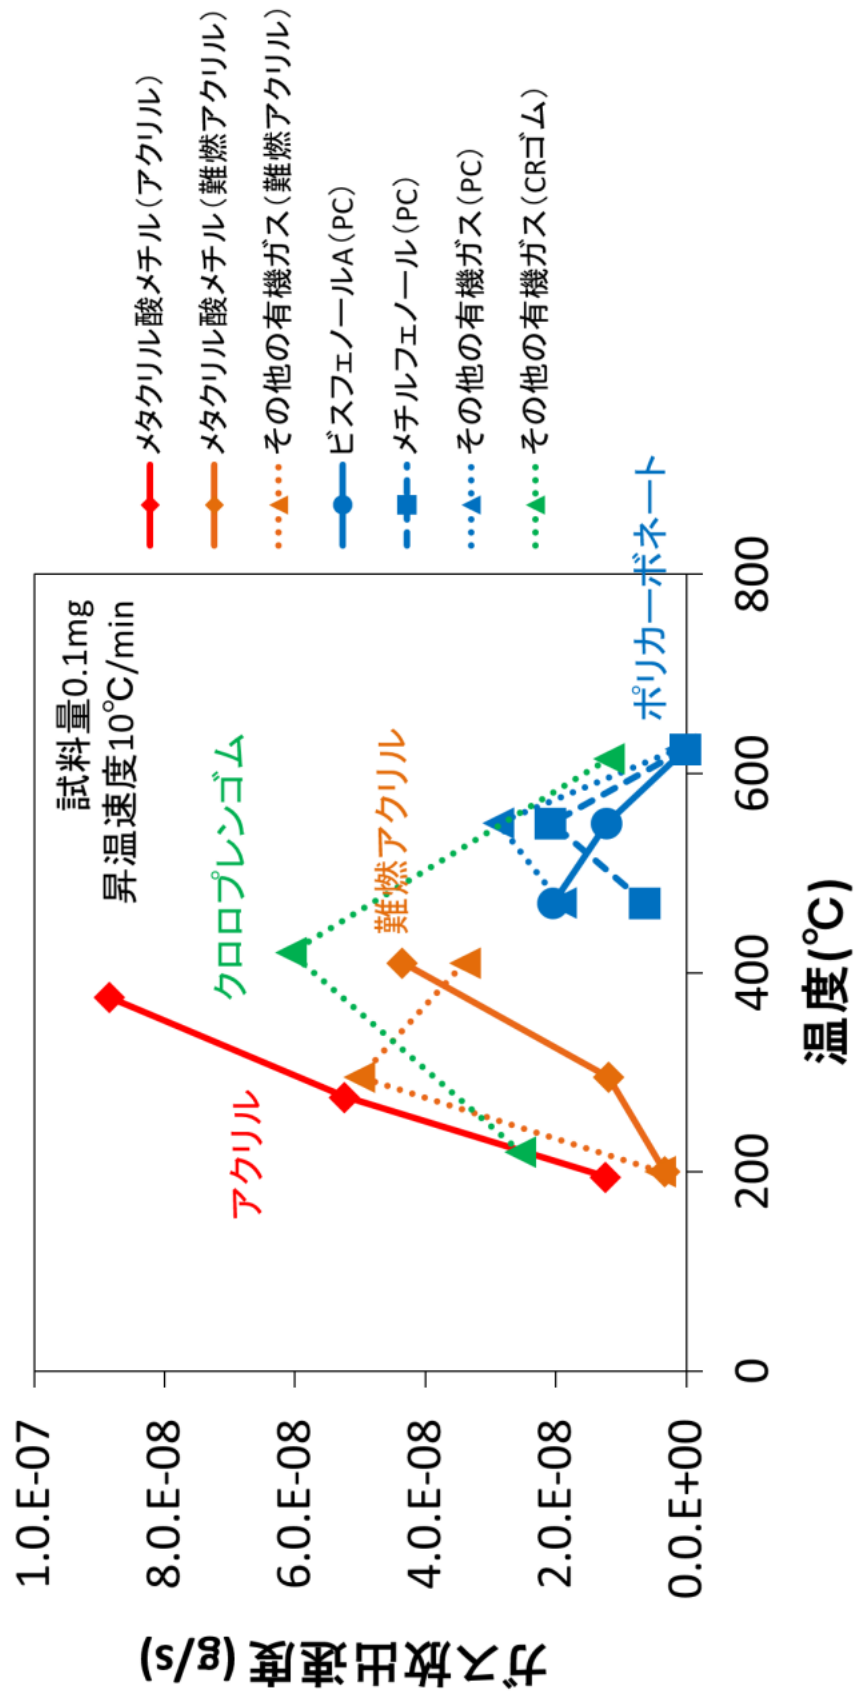 試料量0.1mg
昇温速度10℃/min
クロロプレンゴム
アクリル
難燃アクリル
ポリカーボネート
メタクリル酸メチル(アクリル)
メタクリル酸メチル(難燃アクリル)
その他の有機ガス(難燃アクリル)
ビスフェノールA(PC)
メチルフェノール(PC)
その他の有機ガス(PC)
その他の有機ガス(CRゴム)
1.0.E-07
8.0.E-08
6.0.E-08
4.0.E-08
2.0.E-08
0.0.E+00
ガス放出速度 (g/s)
0
200
400
600
800
温度(℃)